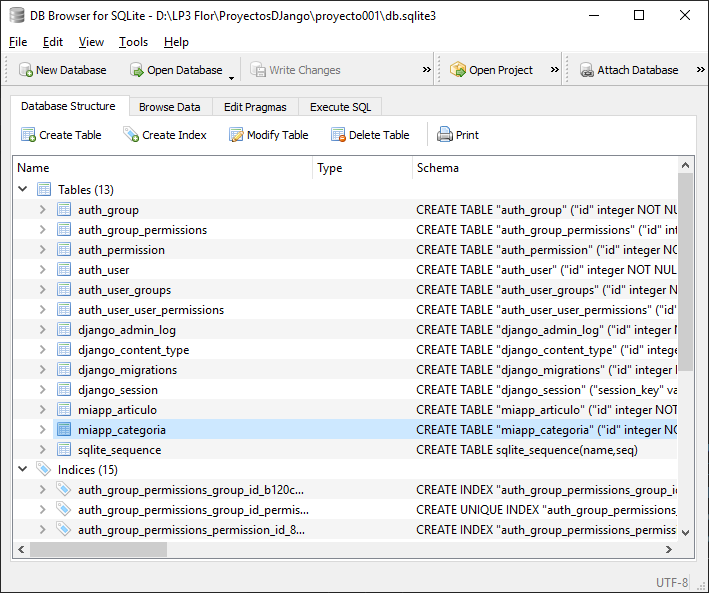 DB Browser for SQLite - D:\LP3 Flor\ProyectosDJango\proyecto001\db.sqlite3
File Edit View Tools Help
New Database Open Database Write Changes » Open Project » Attach Database »
Database Structure Browse Data Edit Pragmas Execute SQL
Create Table Create Index Modify Table Delete Table Print
Name Type Schema
Tables (13)
auth_group CREATE TABLE "auth_group" ("id" integer NOT NU
auth_group_permissions CREATE TABLE "auth_group_permissions" ("id" int
auth_permission CREATE TABLE "auth_permission" ("id" integer NO
auth_user CREATE TABLE "auth_user" ("id" integer NOT NUL
auth_user_groups CREATE TABLE "auth_user_groups" ("id" integer N
auth_user_user_permissions CREATE TABLE "auth_user_user_permissions" ("id"
django_admin_log CREATE TABLE "django_admin_log" ("id" integer N
django_content_type CREATE TABLE "django_content_type" ("id" intege
django_migrations CREATE TABLE "django_migrations" ("id" integer N
django_session CREATE TABLE "django_session" ("session_key" va
miapp_articulo CREATE TABLE "miapp_articulo" ("id" integer NOT
miapp_categoria CREATE TABLE "miapp_categoria" ("id" integer NO
sqlite_sequence CREATE TABLE sqlite_sequence(name,seq)
Indices (15)
auth_group_permissions_group_id_b120c... CREATE INDEX "auth_group_permissions_group_id
auth_group_permissions_group_id_permis... CREATE UNIQUE INDEX "auth_group_permissions_
auth_group_permissions_permission_id_8... CREATE INDEX "auth_group_permissions_permiss
UTF-8